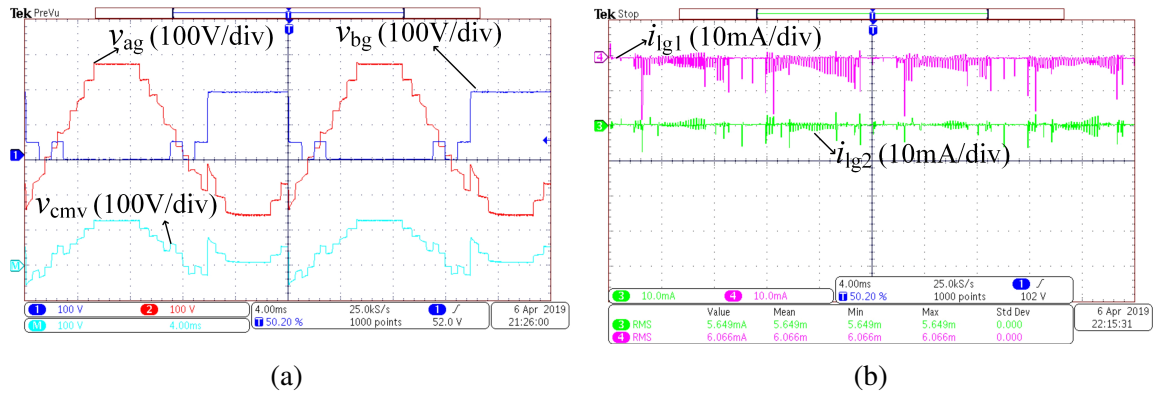 Tek PreVu
T
T
v_ag (100V/div)
v_bg (100V/div)
1
v_cmv (100V/div)
M
1 100 V 2 100 V
M 100 V 4.00ms
4.00ms 25.0kS/s 1
T 50.20 % 1000 points 52.0 V
6 Apr 2019
21:26:00
(a)
Tek Stop
T
T
4
i_lg1 (10mA/div)
3
i_lg2 (10mA/div)
3 10.0mA 4 10.0mA
4.00ms 25.0kS/s 1
T 50.20 % 1000 points 102 V
Value Mean Min Max Std Dev
3 RMS 5.649mA 5.649m 5.649m 5.649m 0.000
4 RMS 6.066mA 6.066m 6.066m 6.066m 0.000
6 Apr 2019
22:15:31
(b)